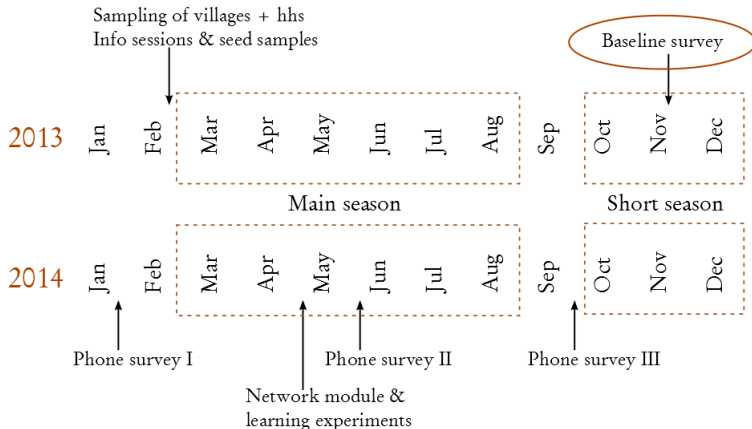 Sampling of villages + hhs
Info sessions & seed samples
Baseline survey
2013 Jan Feb Mar Apr May Jun Jul Aug Sep Oct Nov Dec
Main season Short season
2014 Jan Feb Mar Apr May Jun Jul Aug Sep Oct Nov Dec
Phone survey I Phone survey II Phone survey III
Network module &
learning experiments